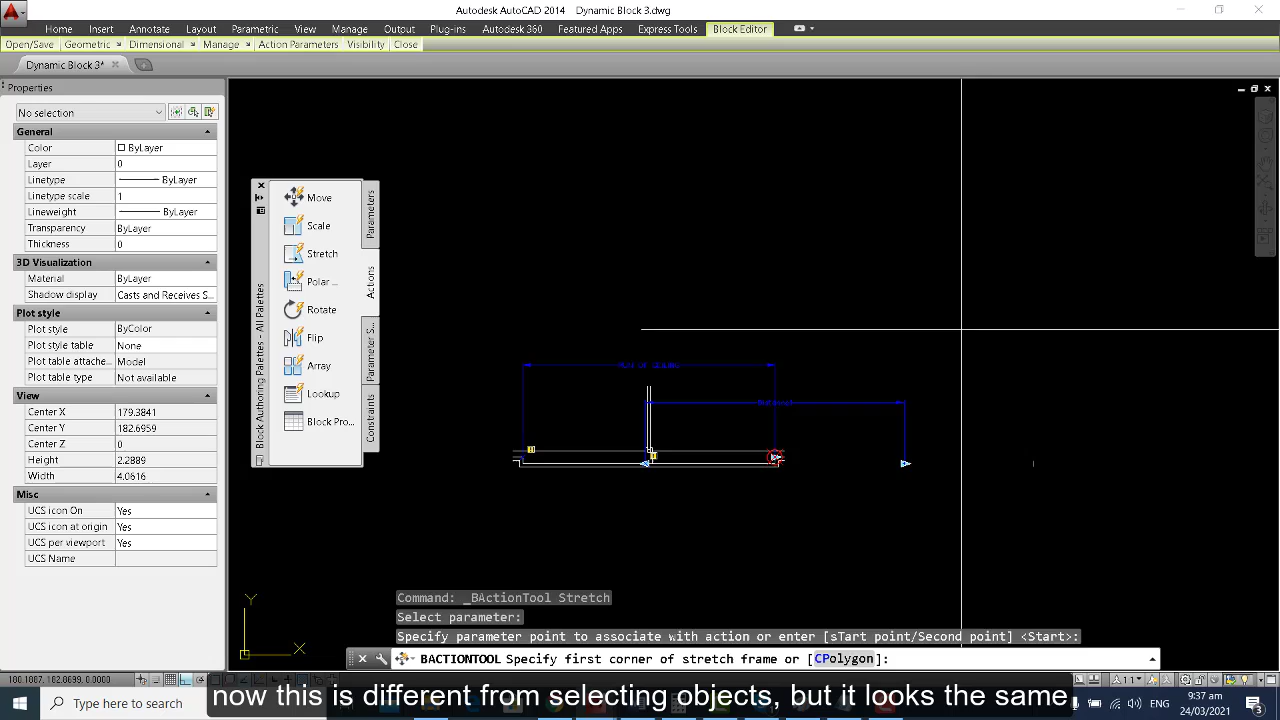 Autodesk AutoCAD 2014 Dynamic Block 3.dwg
Home Insert Annotate Layout Parametric View Manage Output Plug-ins Autodesk 360 Featured Apps Express Tools Block Editor
Open/Save Geometric Dimensional Manage Action Parameters Visibility Close
Dynamic Block 3*
Properties
No selection
General
Color ByLayer
Layer 0
Linetype ByLayer
Linetype scale 1
Lineweight ByLayer
Transparency ByLayer
Thickness 0
3D Visualization
Material ByLayer
Shadow display Casts and Receives S...
Plot style
Plot style ByColor
Plot style table None
Plot table attache... Model
Plot table type Not available
View
Center X 179.3841
Center Y 182.6959
Center Z 0
Height 2.2889
Width 4.0616
Misc
UCS icon On Yes
UCS icon at origin Yes
UCS per viewport Yes
UCS Name
Block Authoring Palettes - All Palettes
Move
Scale
Stretch
Polar ...
Rotate
Flip
Array
Lookup
Block Pro...
Parameters
Actions
Parameter S...
Constraints
Y
X
Command: _BActionTool Stretch
Select parameter:
Specify parameter point to associate with action or enter [sTart point/Second point] <Start>:
BACTIONTOOL Specify first corner of stretch frame or [CPolygon]:
180.1087, 182.6699, 0.0000
1:1
now this is different from selecting objects, but it looks the same
Type here to search
9:37 am
24/03/2021
3